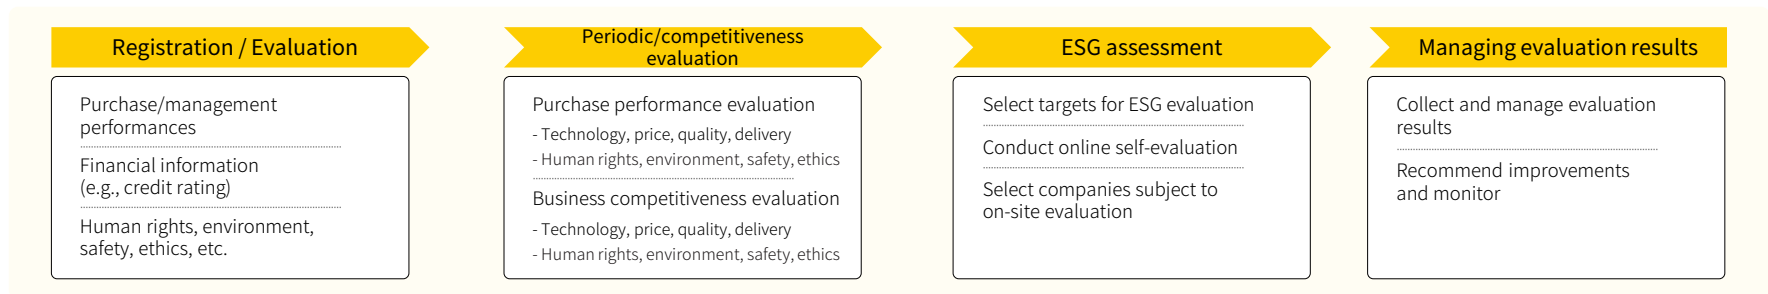 Registration / Evaluation
Purchase/management
performances
Financial information
(e.g., credit rating)
Human rights, environment,
safety, ethics, etc.
Periodic/competitiveness
evaluation
Purchase performance evaluation
- Technology, price, quality, delivery
- Human rights, environment, safety, ethics
Business competitiveness evaluation
- Technology, price, quality, delivery
- Human rights, environment, safety, ethics
ESG assessment
Select targets for ESG evaluation
Conduct online self-evaluation
Select companies subject to
on-site evaluation
Managing evaluation results
Collect and manage evaluation
results
Recommend improvements
and monitor